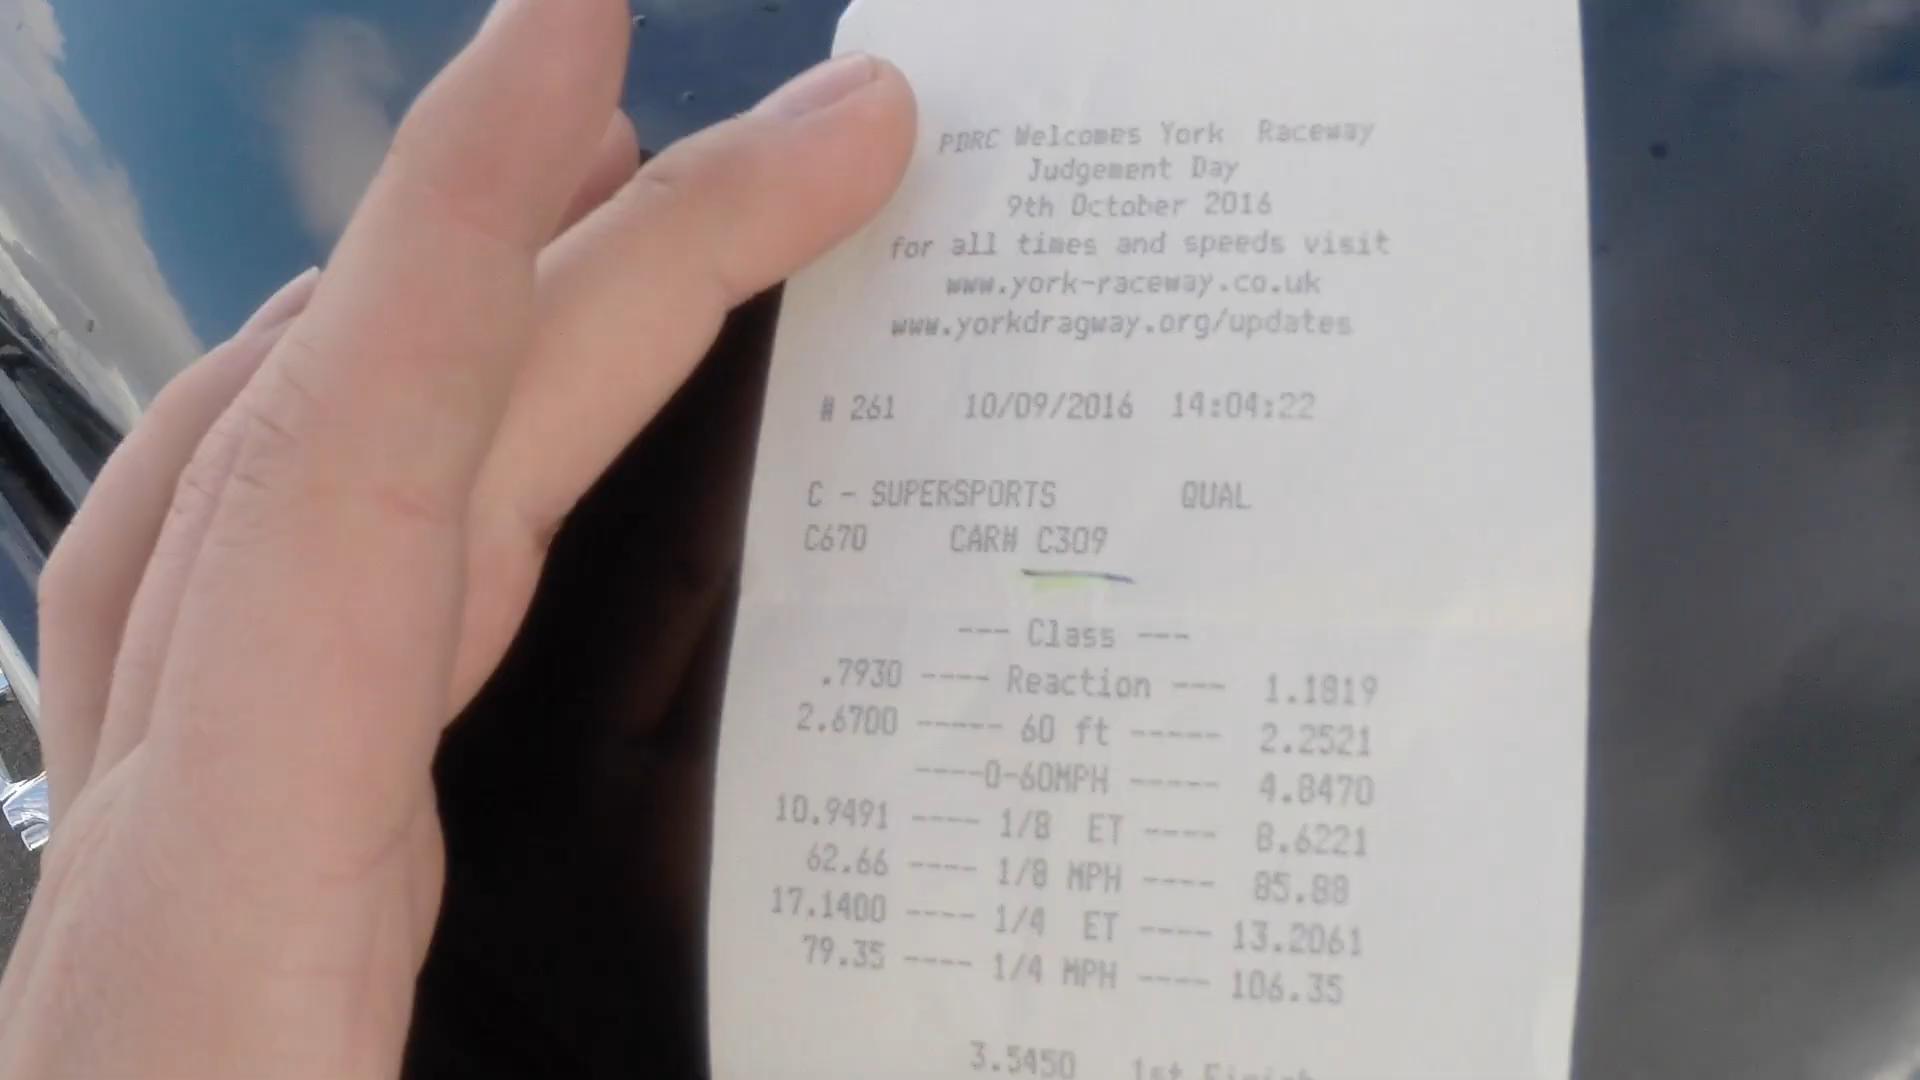 PDRC Welcomes York Raceway
Judgement Day
9th October 2016
for all times and speeds visit
www.york-raceway.co.uk
www.yorkdragway.org/updates
# 261 10/09/2016 14:04:22
C - SUPERSPORTS QUAL
C670 CAR# C309
--- Class ---
.7930 ---- Reaction --- 1.1819
2.6700 ----- 60 ft ----- 2.2521
----0-60MPH ----- 4.8470
10.9491 ---- 1/8 ET ---- 8.6221
62.66 ---- 1/8 MPH ---- 85.88
17.1400 ---- 1/4 ET ---- 13.2061
79.35 ---- 1/4 MPH ---- 106.35
3.5450 1st Finish